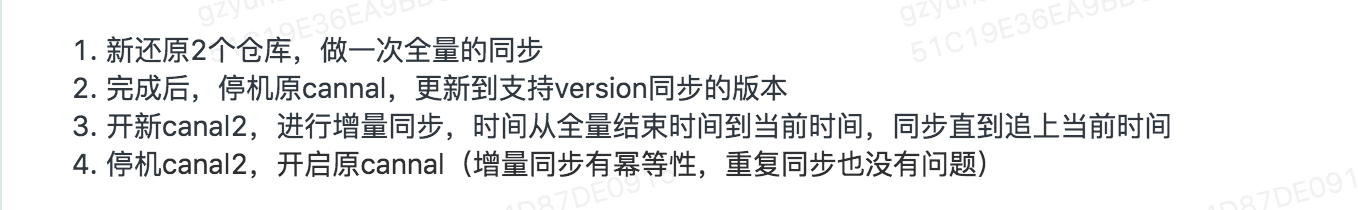 gzyun
51C19E36EA9BD
gzyun
51C19E36EA9BD
1. 新还原2个仓库，做一次全量的同步
2. 完成后，停机原cannal，更新到支持version同步的版本
3. 开新canal2，进行增量同步，时间从全量结束时间到当前时间，同步直到追上当前时间
4. 停机canal2，开启原cannal（增量同步有幂等性，重复同步也没有问题）
4D87DE091
4D87DE091